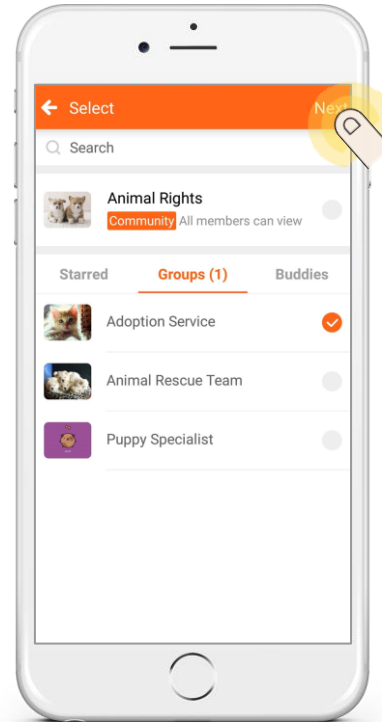 Select
Next
Search
Animal Rights
Community All members can view
Starred
Groups (1)
Buddies
Adoption Service
Animal Rescue Team
Puppy Specialist